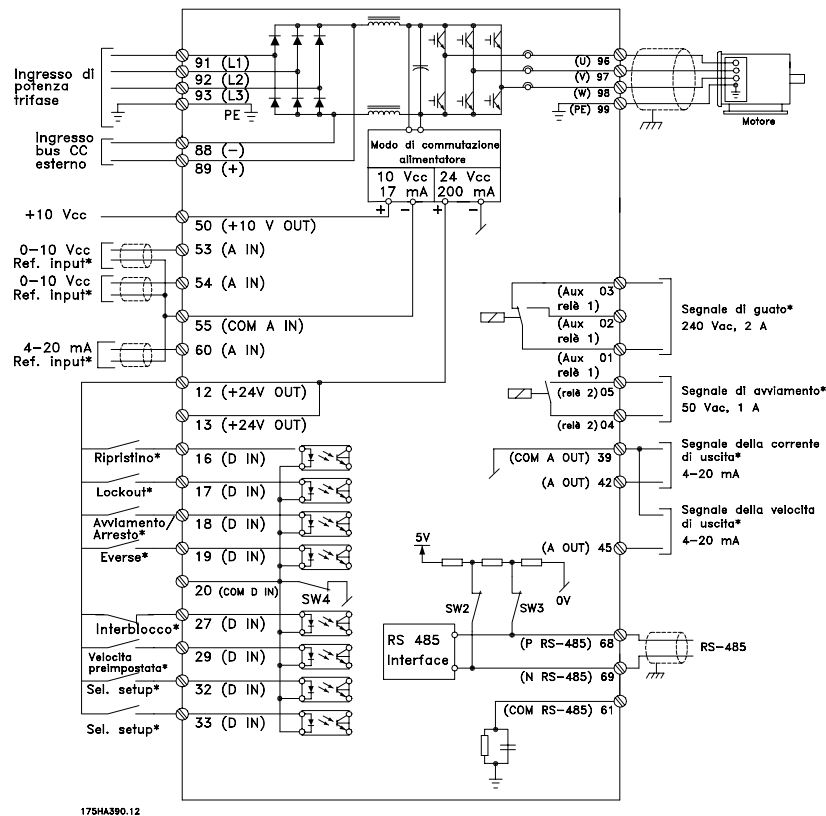 Ingresso di
potenza
trifase
91 (L1)
92 (L2)
93 (L3)
PE
Ingresso
bus CC
esterno
88 (-)
89 (+)
Modo di commutazione
alimentatore
10 Vcc
17 mA
24 Vcc
200 mA
+ - + -
(U) 96
(V) 97
(W) 98
(PE) 99
Motore
+10 Vcc
50 (+10 V OUT)
0-10 Vcc
Ref. input*
53 (A IN)
0-10 Vcc
Ref. input*
54 (A IN)
55 (COM A IN)
4-20 mA
Ref. input*
60 (A IN)
12 (+24V OUT)
13 (+24V OUT)
Ripristino*
16 (D IN)
Lockout*
17 (D IN)
Avviamento/
Arresto*
18 (D IN)
Everse*
19 (D IN)
20 (COM D IN)
SW4
Interblocco*
27 (D IN)
Velocita
preimpostata*
29 (D IN)
Sel. setup*
32 (D IN)
Sel. setup*
33 (D IN)
(Aux 03
relè 1)
(Aux 02
relè 1)
(Aux 01
relè 1)
Segnale di guato*
240 Vac, 2 A
(relè 2)05
(relè 2)04
Segnale di avviamento*
50 Vac, 1 A
(COM A OUT) 39
(A OUT) 42
Segnale della corrente
di uscita*
4-20 mA
(A OUT) 45
Segnale della velocita
di uscita*
4-20 mA
5V
0V
SW2
SW3
RS 485
Interface
(P RS-485) 68
(N RS-485) 69
(COM RS-485) 61
RS-485
175HA390.12